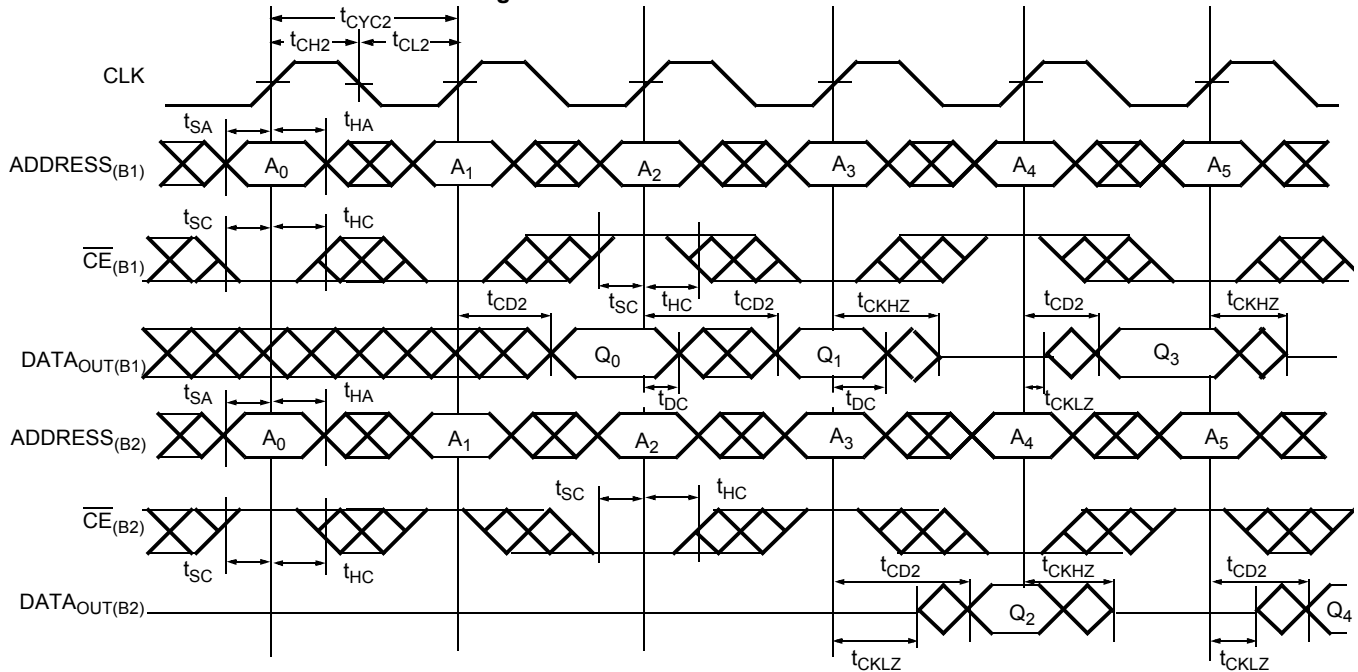 g
tCYC2
tCH2 tCL2
CLK
tSA tHA
ADDRESS(B1) A0 A1 A2 A3 A4 A5
tSC tHC
CE(B1)
tCD2 tSC tHC tCD2 tCKHZ tCD2 tCKHZ
DATAOUT(B1) Q0 Q1 Q3
tSA tHA tDC tDC tCKLZ
ADDRESS(B2) A0 A1 A2 A3 A4 A5
tSC tHC
CE(B2)
tSC tHC tCD2 tCKHZ tCD2
DATAOUT(B2) Q2 Q4
tCKLZ tCKLZ